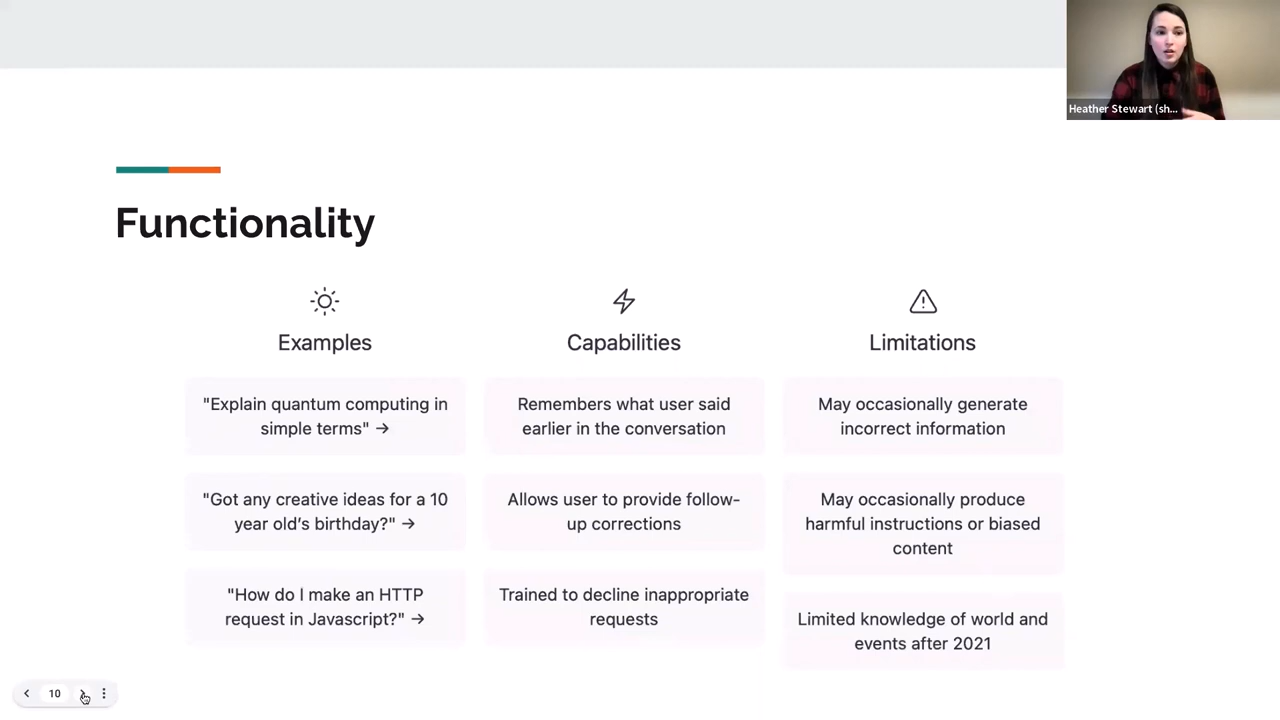 Heather Stewart (sh...
Functionality
Examples
Capabilities
Limitations
"Explain quantum computing in
simple terms" →
Remembers what user said
earlier in the conversation
May occasionally generate
incorrect information
"Got any creative ideas for a 10
year old's birthday?" →
Allows user to provide follow-
up corrections
May occasionally produce
harmful instructions or biased
content
"How do I make an HTTP
request in Javascript?" →
Trained to decline inappropriate
requests
Limited knowledge of world and
events after 2021
10